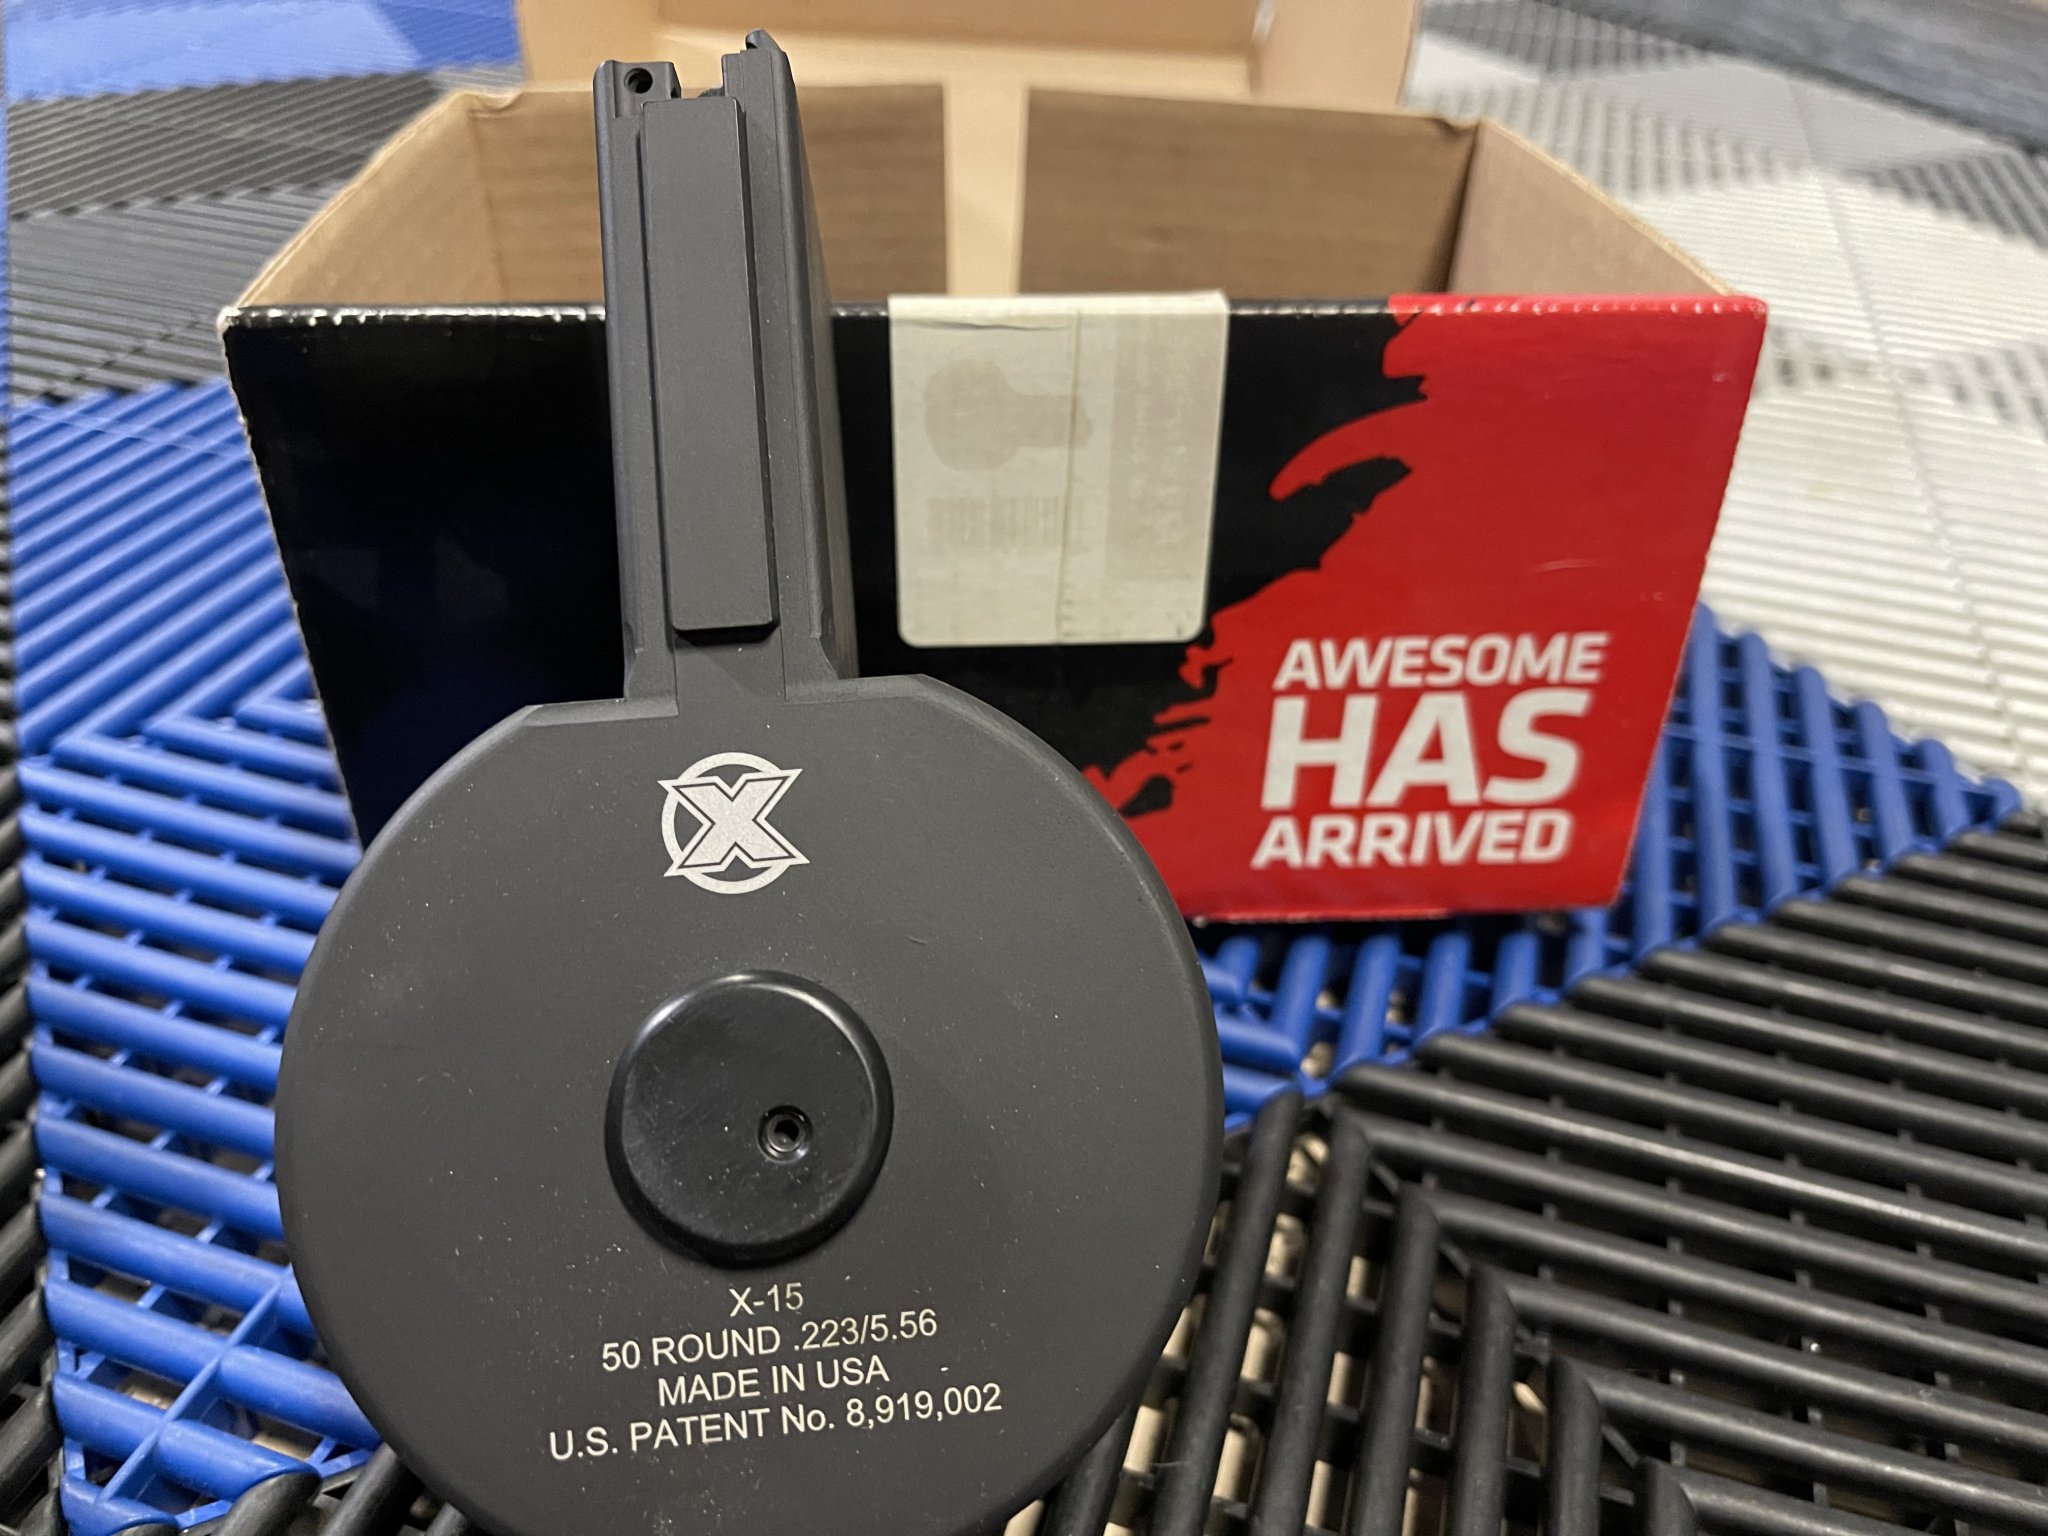 AWESOME
HAS
ARRIVED
X
X-15
50 ROUND .223/5.56
MADE IN USA
U.S. PATENT No. 8,919,002